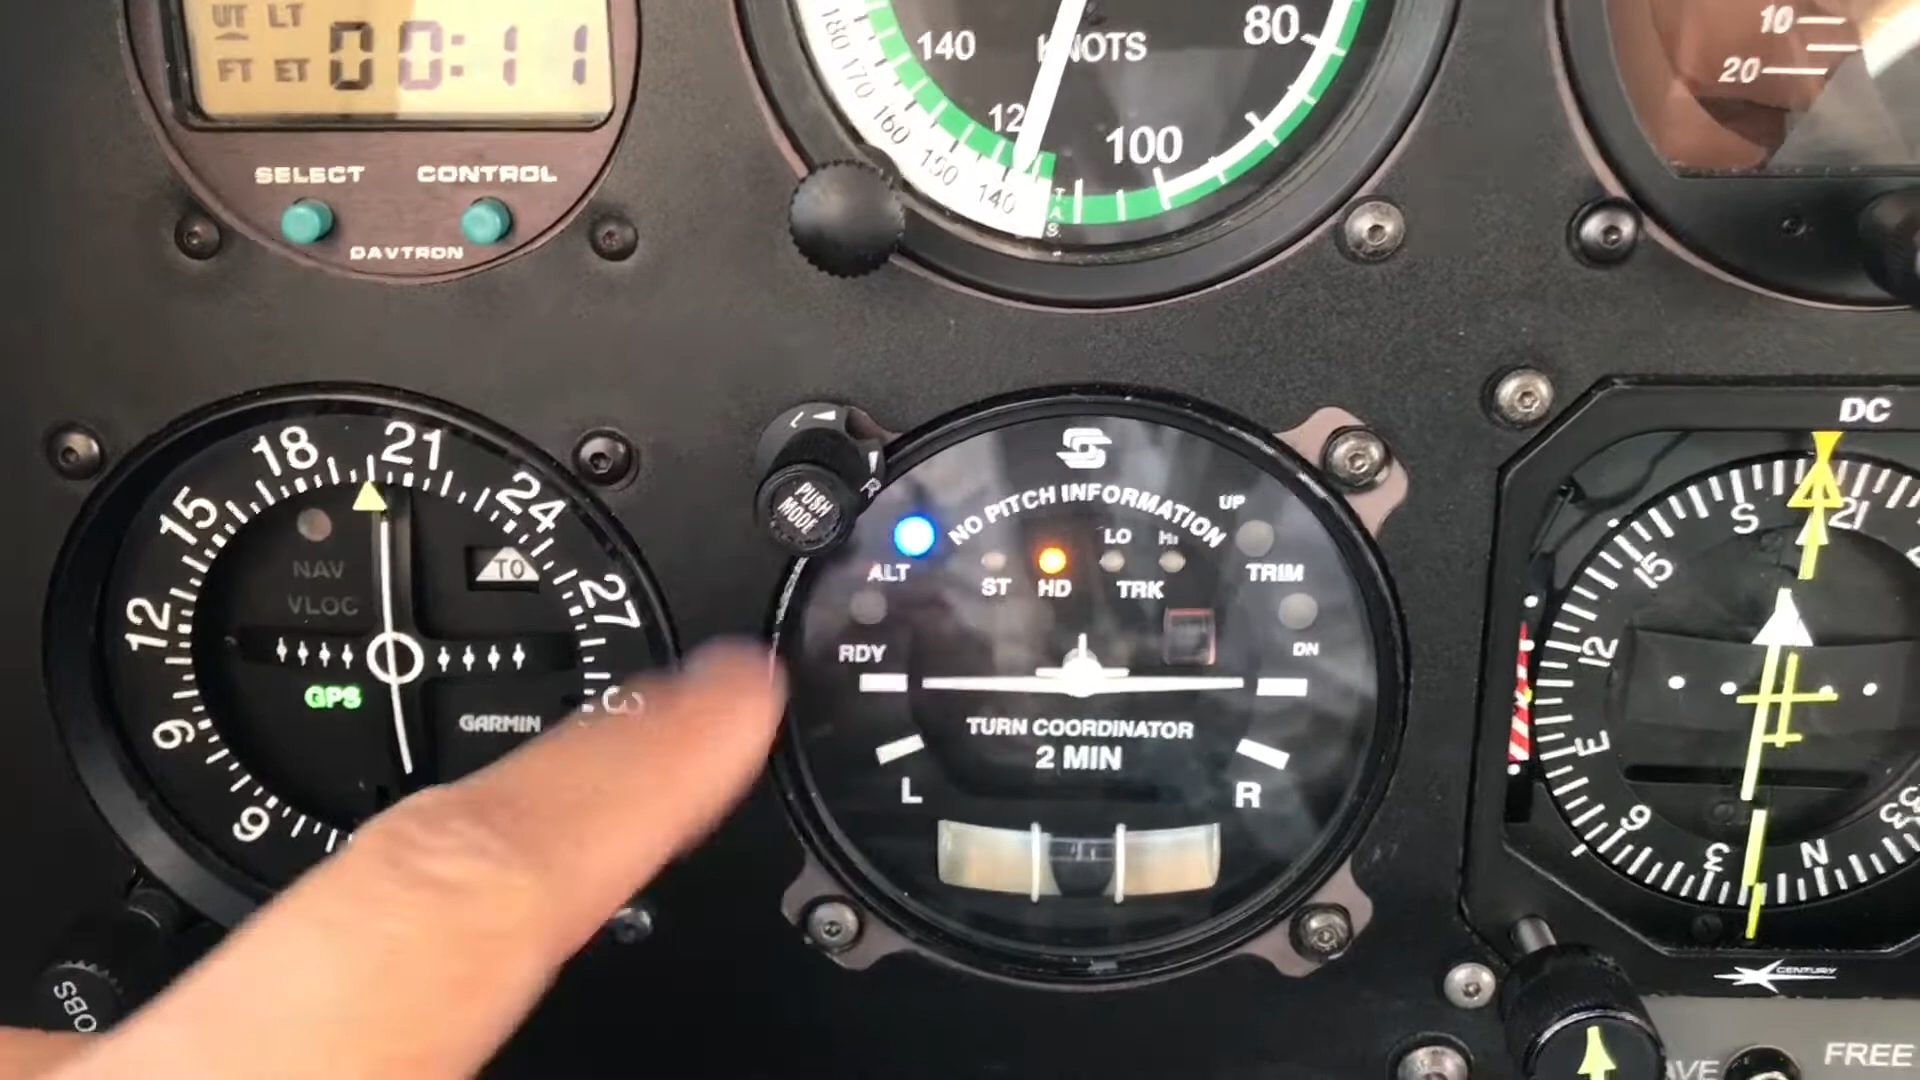 UT LT
FT ET 00:11
SELECT CONTROL
DAVTRON
180
170
160
150
140
140
KNOTS
80
12
100
T
A
S.
10
20
PUSH
MODE
L
R
18 21 24 27 3
15
12
9
6
NAV
VLOC
TO
GPS
GARMIN
OBS
NO PITCH INFORMATION
UP
LO HI
ALT
ST HD TRK
TRIM
RDY
DN
TURN COORDINATOR
2 MIN
L R
DC
S 21
15
12
E
6
3
N
33
CENTURY
FREE